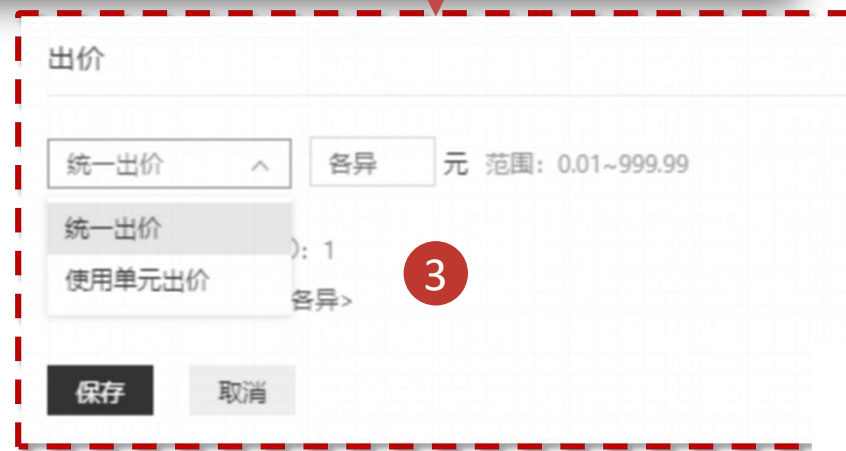 出价
统一出价 各异 元 范围：0.01~999.99
统一出价
）：1
使用单元出价
各异>
3
保存 取消